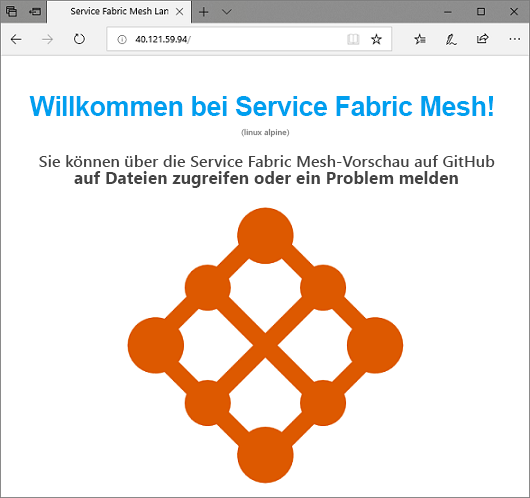 Service Fabric Mesh Lan
40.121.59.94/
Willkommen bei Service Fabric Mesh!
(linux alpine)
Sie können über die Service Fabric Mesh-Vorschau auf GitHub
auf Dateien zugreifen oder ein Problem melden